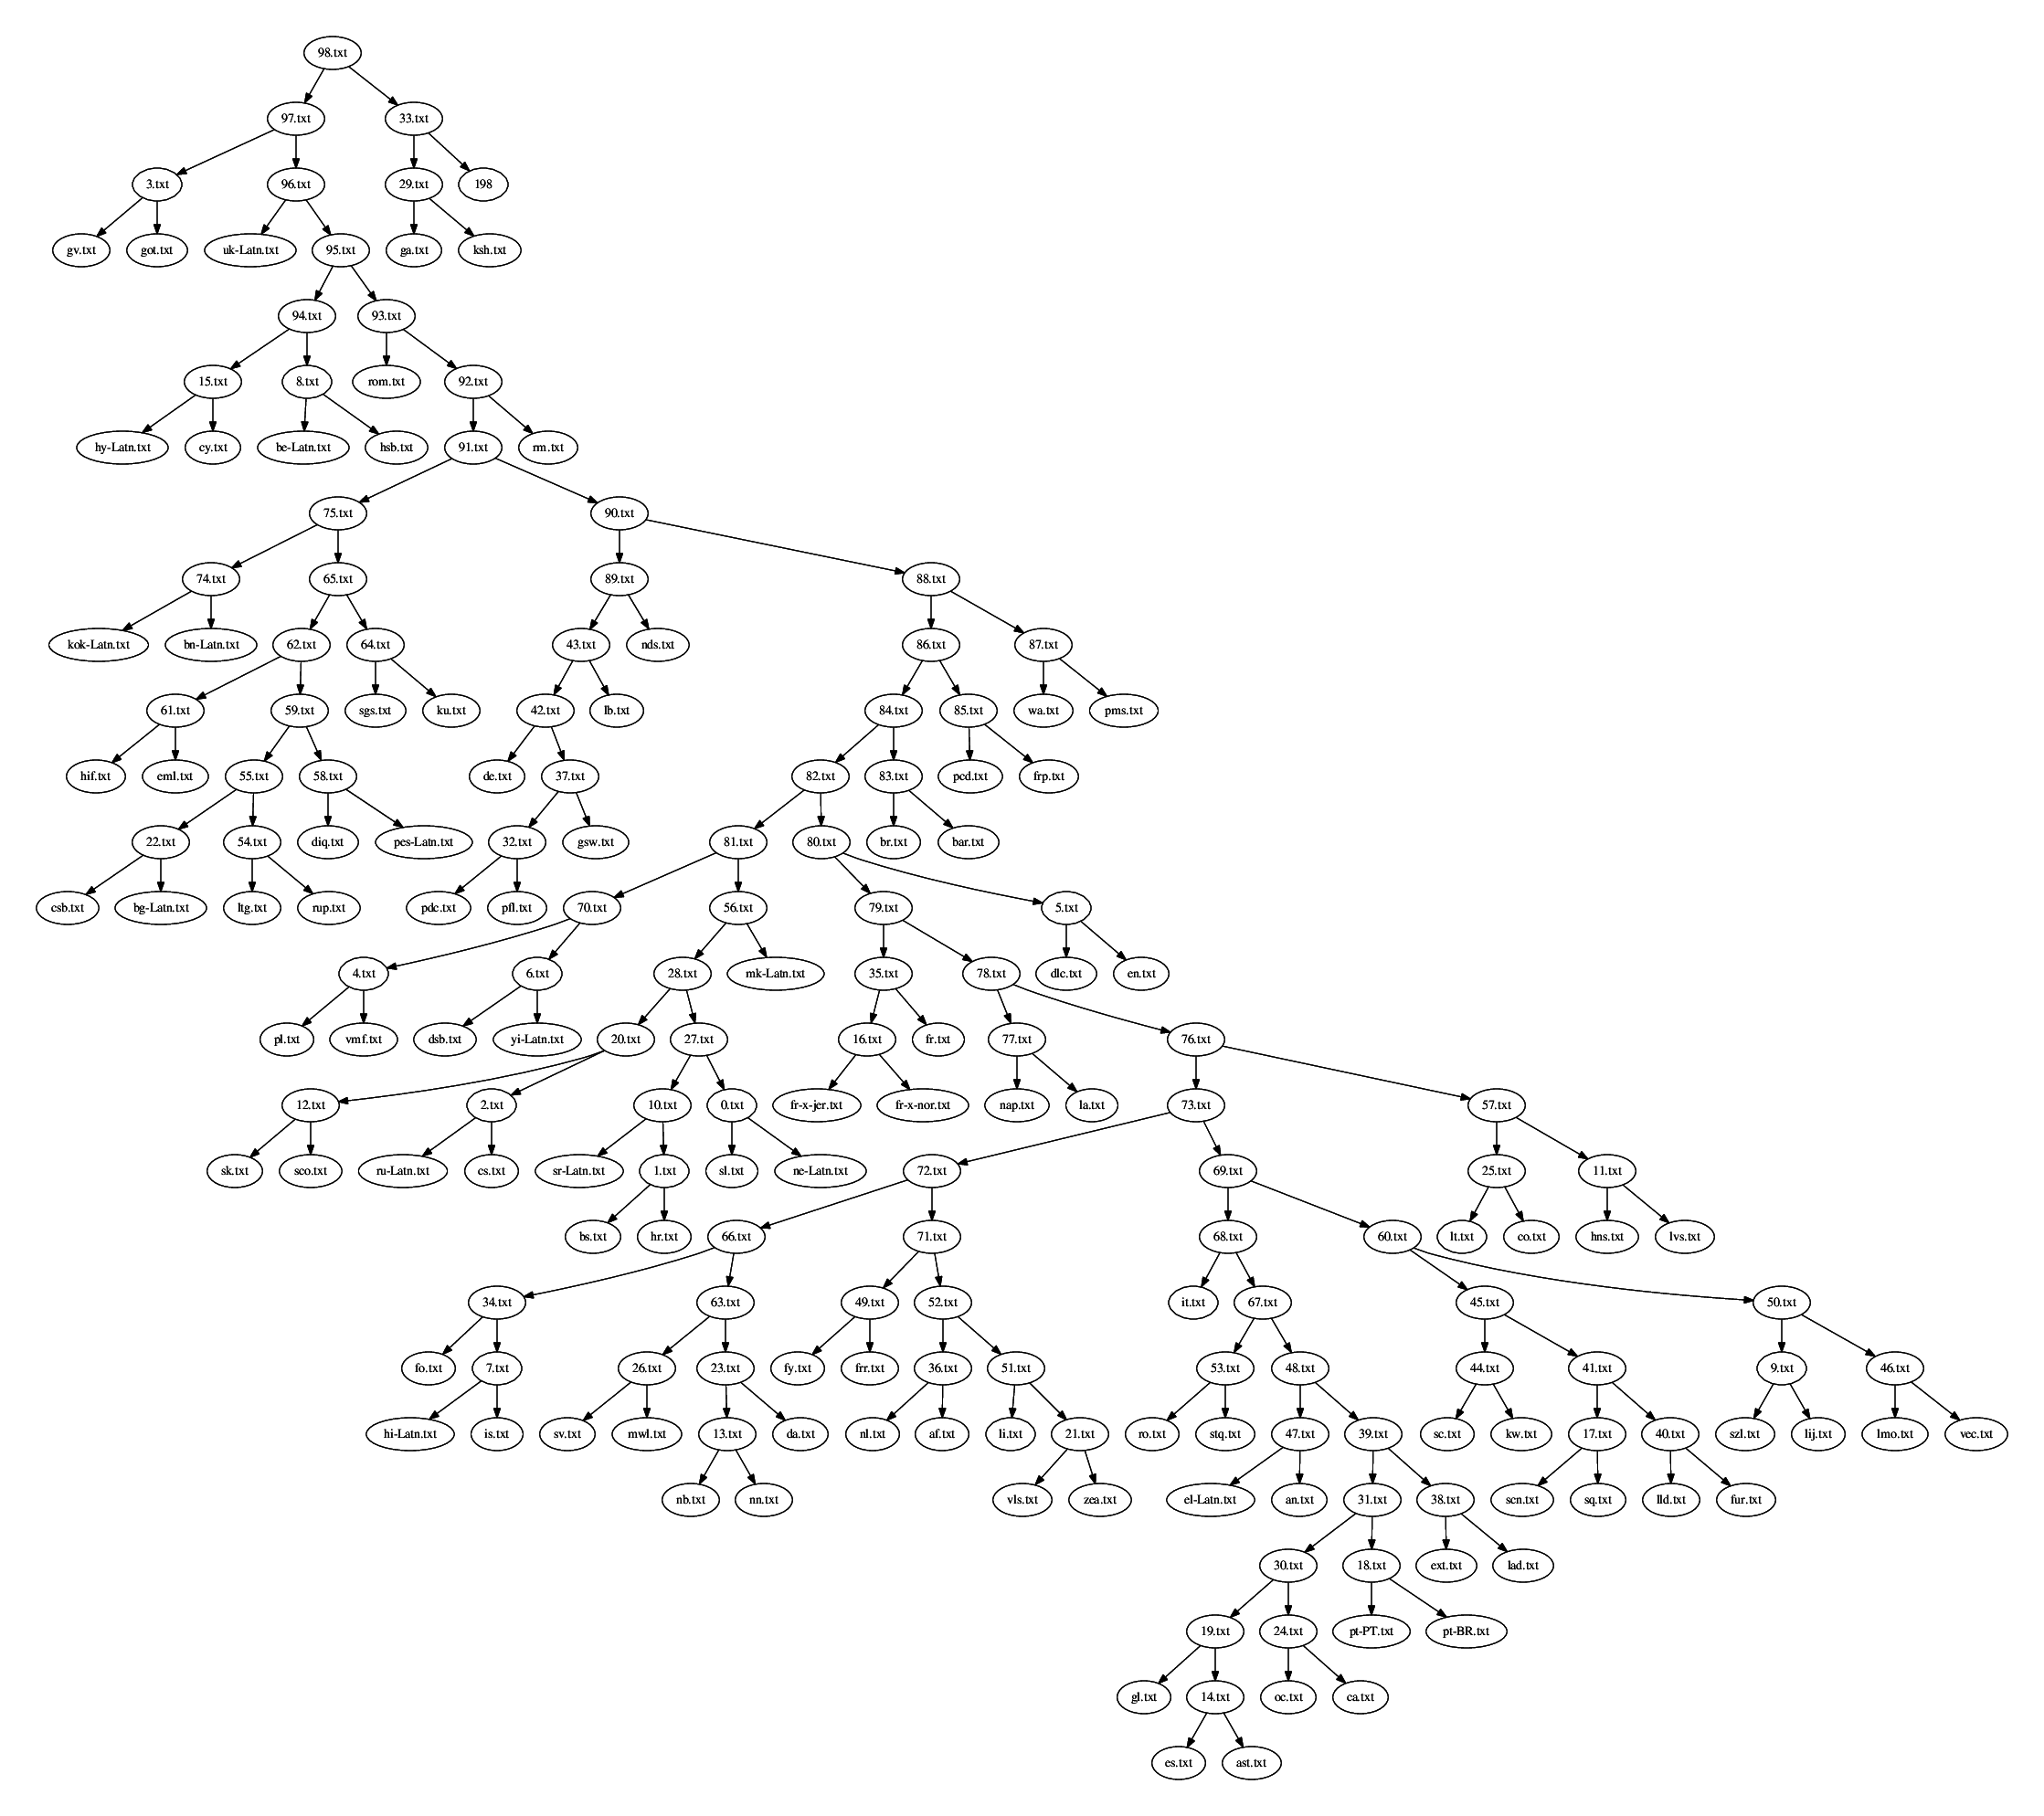 98.txt
97.txt 33.txt
3.txt 96.txt 29.txt 198
gv.txt got.txt uk-Latn.txt 95.txt ga.txt ksh.txt
94.txt 93.txt
15.txt 8.txt rom.txt 92.txt
hy-Latn.txt cy.txt be-Latn.txt hsb.txt 91.txt rm.txt
75.txt 90.txt
74.txt 65.txt 89.txt 88.txt
kok-Latn.txt bn-Latn.txt 62.txt 64.txt 43.txt nds.txt 86.txt 87.txt
61.txt 59.txt sgs.txt ku.txt 42.txt lb.txt 84.txt 85.txt wa.txt pms.txt
hif.txt eml.txt 55.txt 58.txt de.txt 37.txt 82.txt 83.txt pcd.txt frp.txt
22.txt 54.txt diq.txt pes-Latn.txt 32.txt gsw.txt 81.txt 80.txt br.txt bar.txt
csb.txt bg-Latn.txt ltg.txt rup.txt pdc.txt pfl.txt 70.txt 56.txt 79.txt 5.txt
4.txt 6.txt 28.txt mk-Latn.txt 35.txt 78.txt dlc.txt en.txt
pl.txt vmf.txt dsb.txt yi-Latn.txt 20.txt 27.txt 16.txt fr.txt 77.txt 76.txt
12.txt 2.txt 10.txt 0.txt fr-x-jer.txt fr-x-nor.txt nap.txt la.txt 73.txt 57.txt
sk.txt sco.txt ru-Latn.txt cs.txt sr-Latn.txt 1.txt sl.txt ne-Latn.txt 72.txt 69.txt 25.txt 11.txt
bs.txt hr.txt 66.txt 71.txt 68.txt 60.txt lt.txt co.txt hns.txt lvs.txt
34.txt 63.txt 49.txt 52.txt it.txt 67.txt 45.txt 50.txt
fo.txt 7.txt 26.txt 23.txt fy.txt frr.txt 36.txt 51.txt 53.txt 48.txt 44.txt 41.txt 9.txt 46.txt
hi-Latn.txt is.txt sv.txt mwl.txt 13.txt da.txt nl.txt af.txt li.txt 21.txt ro.txt stq.txt 47.txt 39.txt sc.txt kw.txt 17.txt 40.txt szl.txt lij.txt lmo.txt vec.txt
nb.txt nn.txt vls.txt zea.txt el-Latn.txt an.txt 31.txt 38.txt scn.txt sq.txt lld.txt fur.txt
30.txt 18.txt ext.txt lad.txt
19.txt 24.txt pt-PT.txt pt-BR.txt
gl.txt 14.txt oc.txt ca.txt
es.txt ast.txt